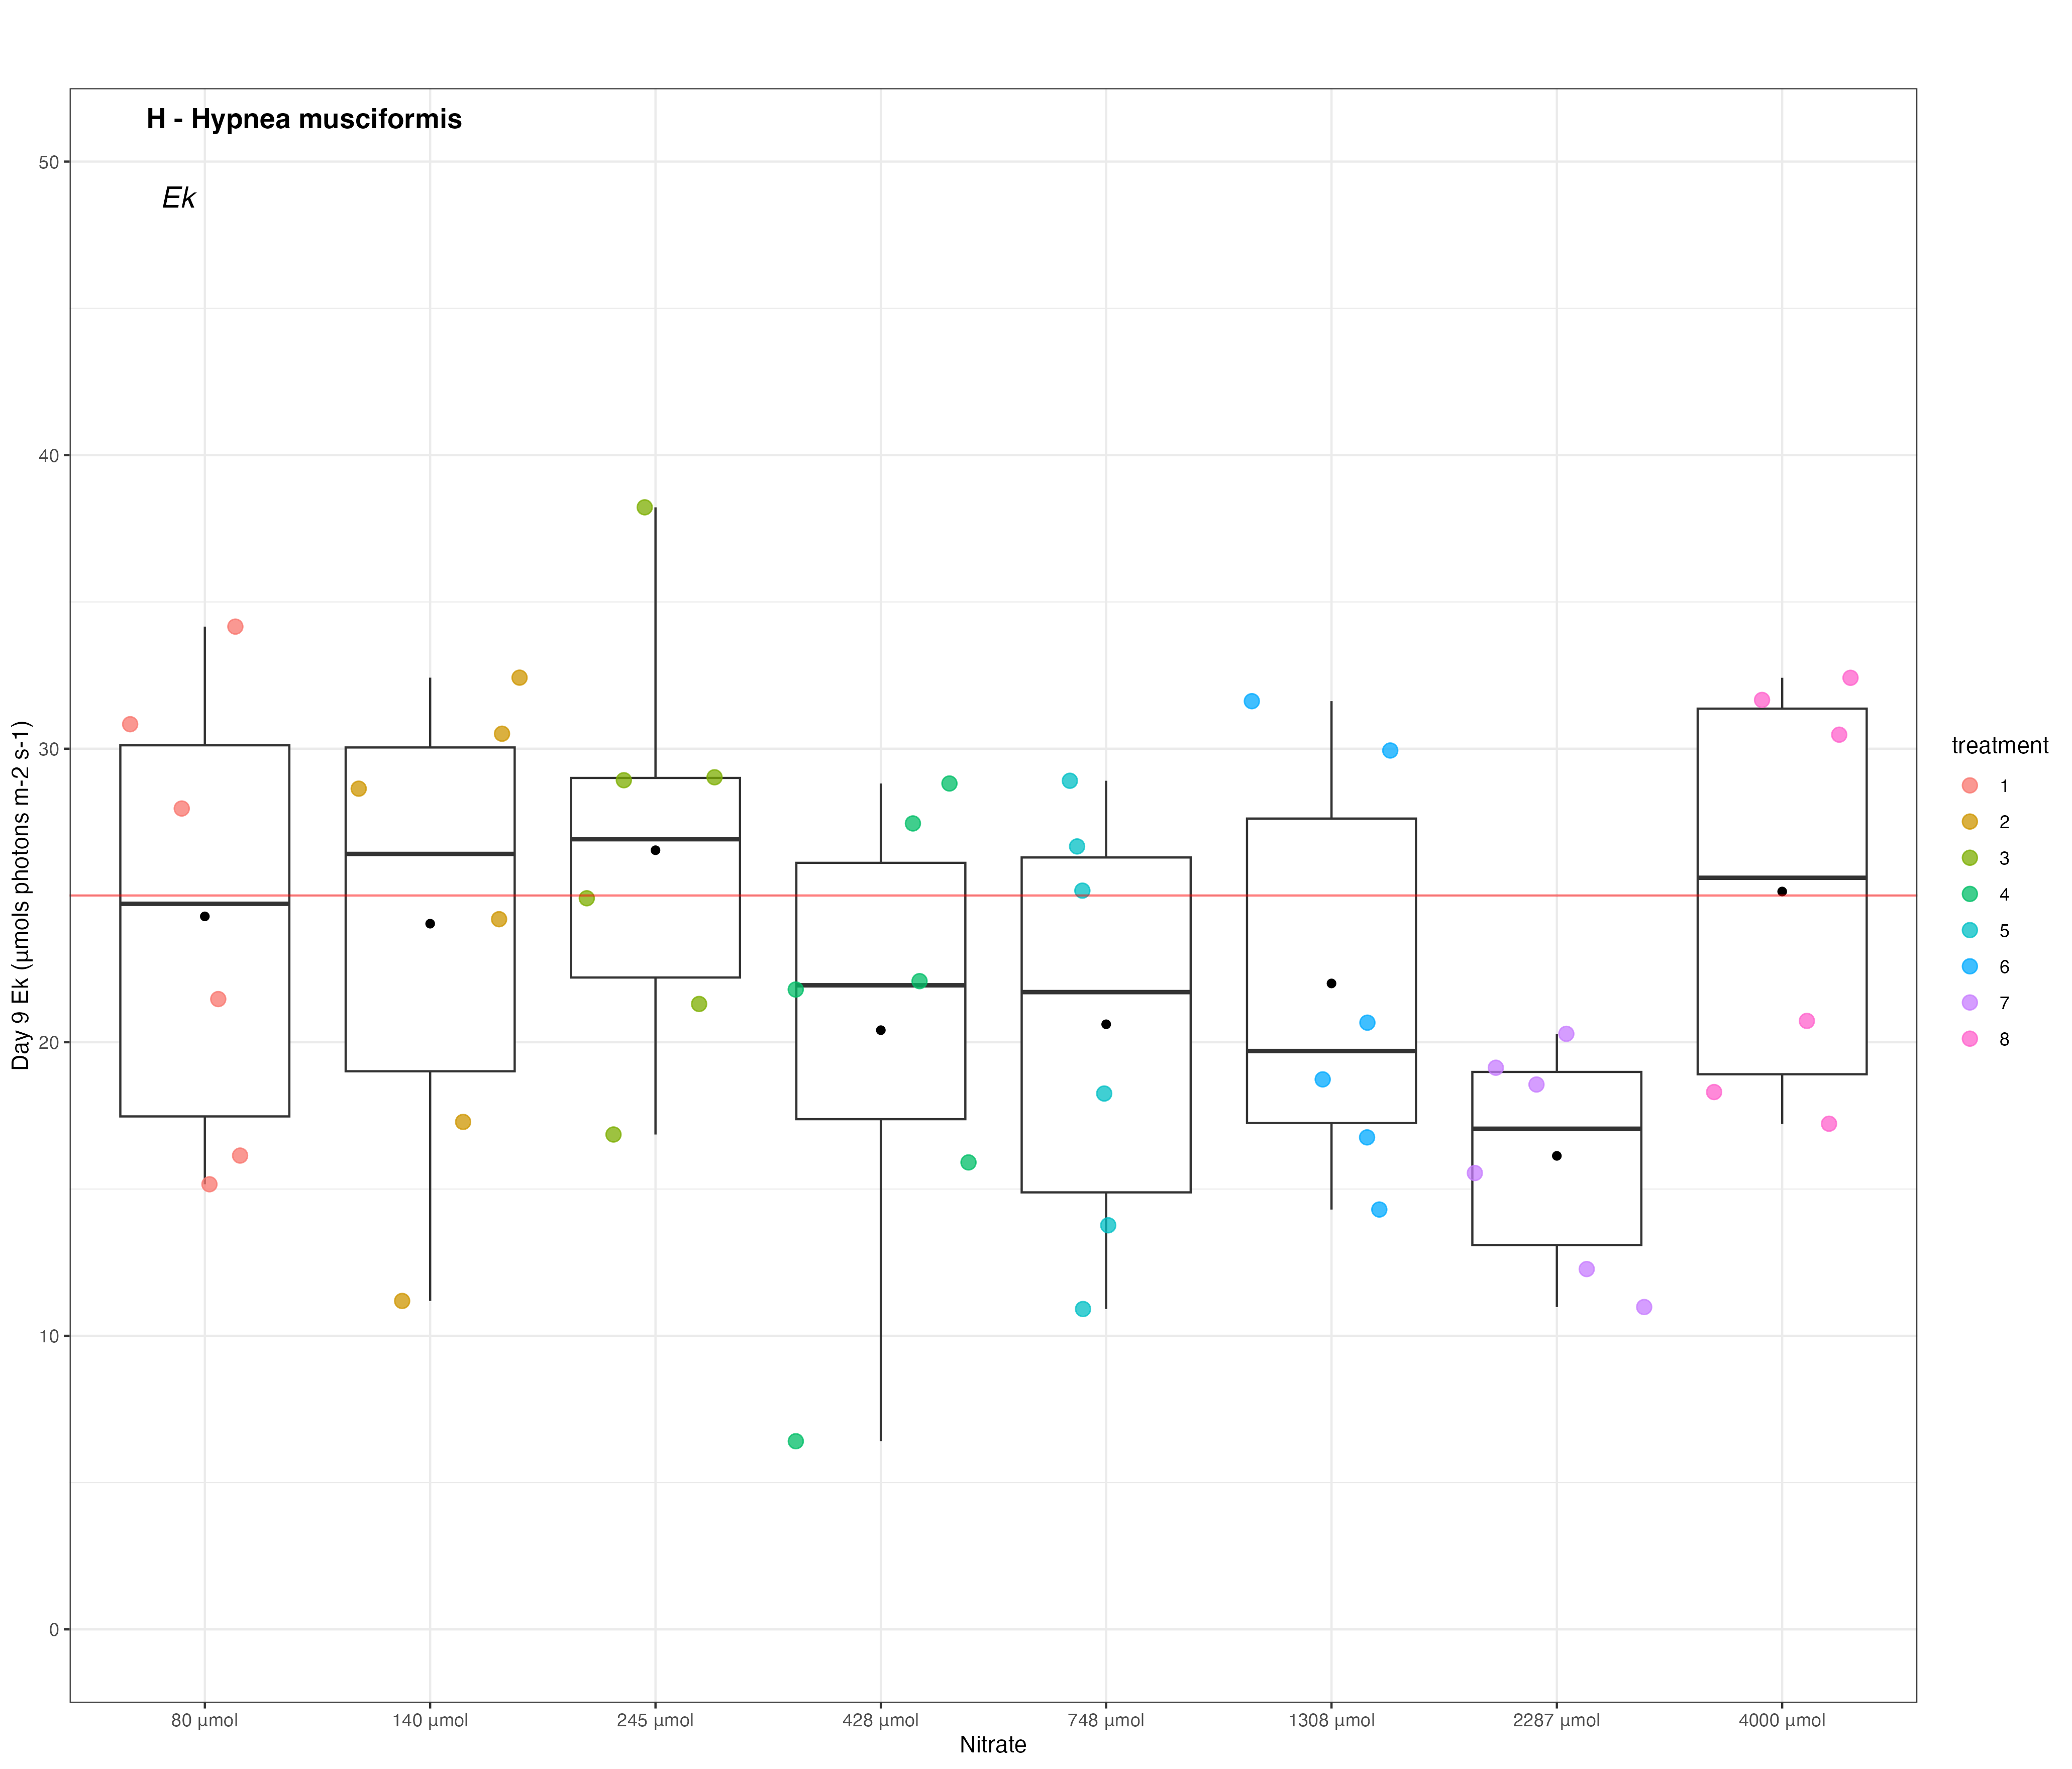 H - Hypnea musciformis
Ek
Day 9 Ek (µmols photons m-2 s-1)
50
40
30
20
10
0
80 µmol
140 µmol
245 µmol
428 µmol
748 µmol
1308 µmol
2287 µmol
4000 µmol
Nitrate
treatment
1
2
3
4
5
6
7
8